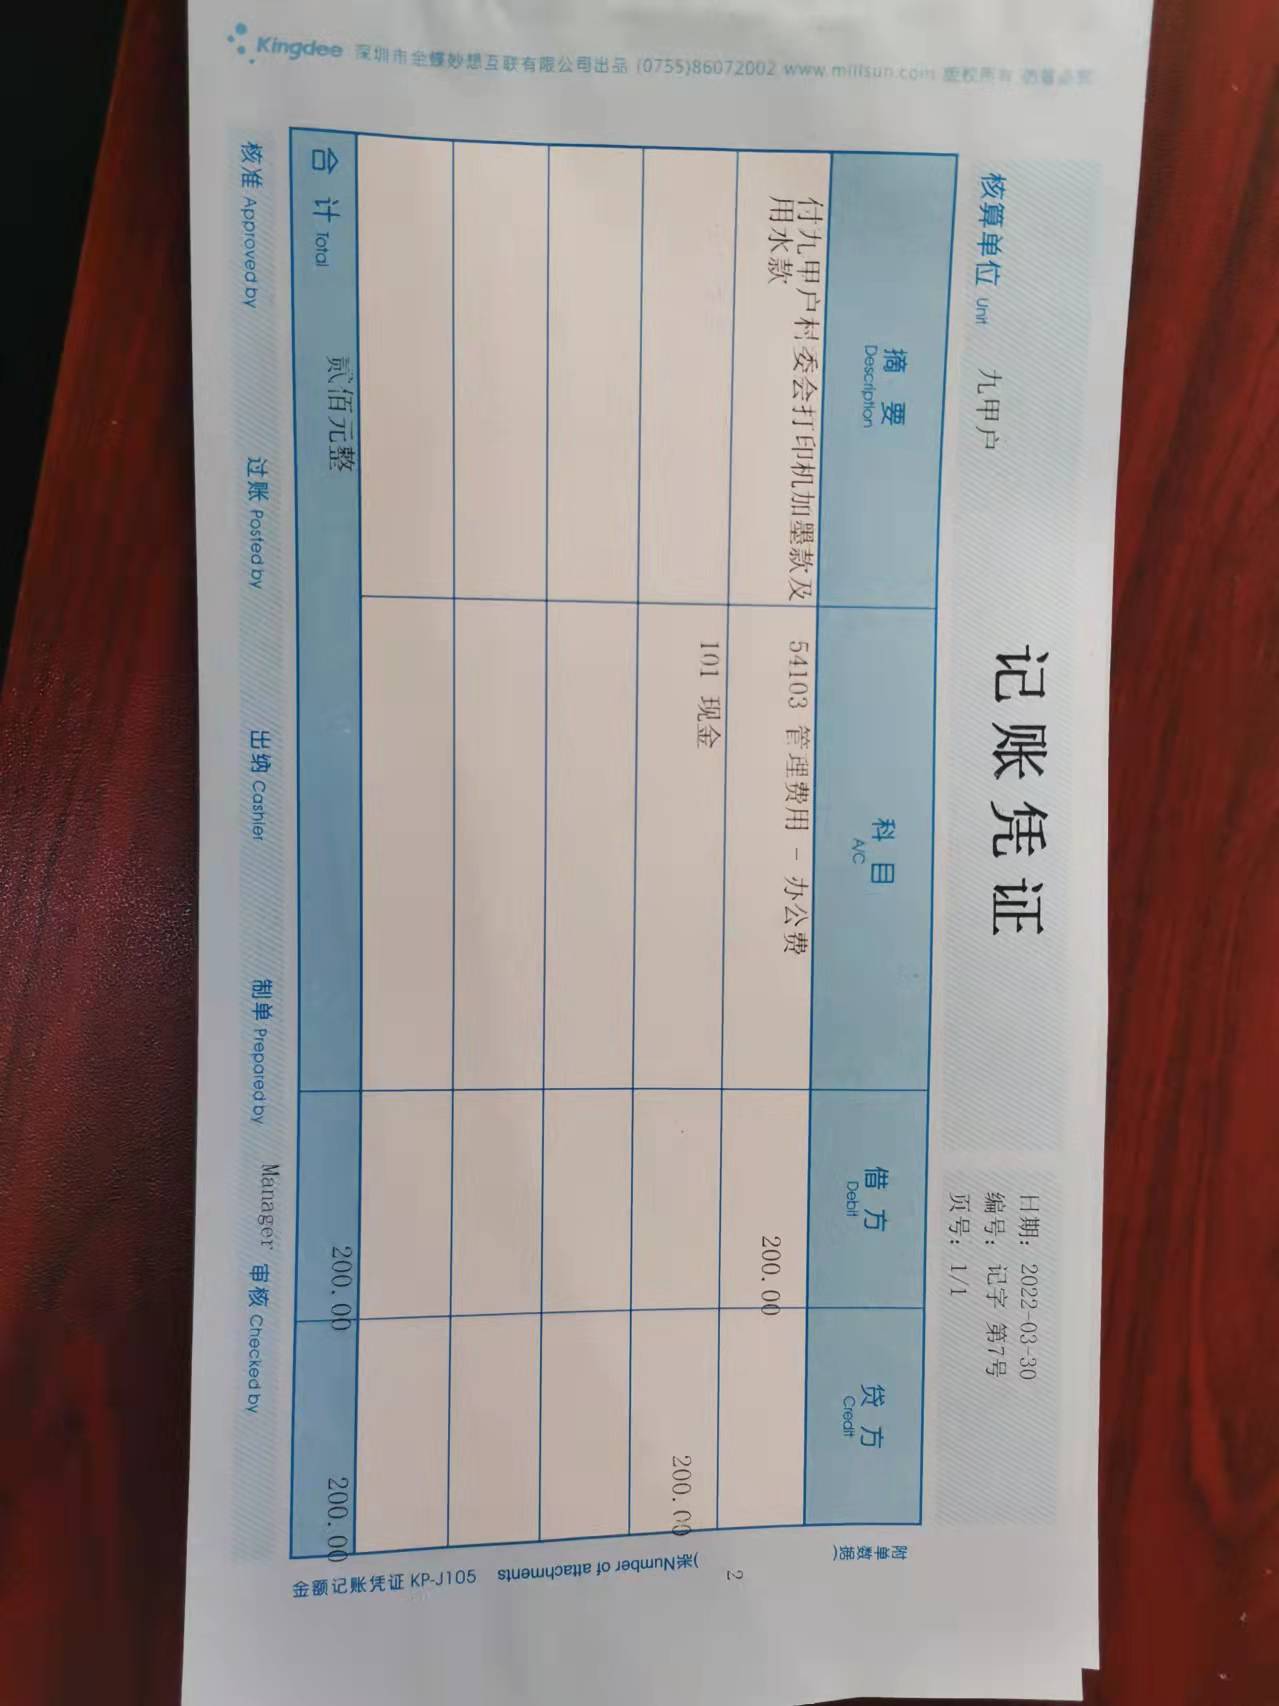 记账凭证
日期：2022-03-30
编号：记字 第7号
页号：1/1
核算单位 Unit 九甲户
摘要 Description 科目 A/C 借方 Debit 贷方 Credit
付九甲户村委会打印机加墨款及 54103 管理费用 - 办公费 200.00
用水款
101 现金 200.00
合计 Total 贰佰元整 200.00 200.00
附单数据(
2
)张Number of attachments
金额记账凭证 KP-J105
核准 Approved by 过账 Posted by 出纳 Cashier 制单 Prepared by Manager 审核 Checked by
Kingdee 深圳市金蝶妙想互联有限公司出品 (0755)86072002 www.millsun.com 版权所有